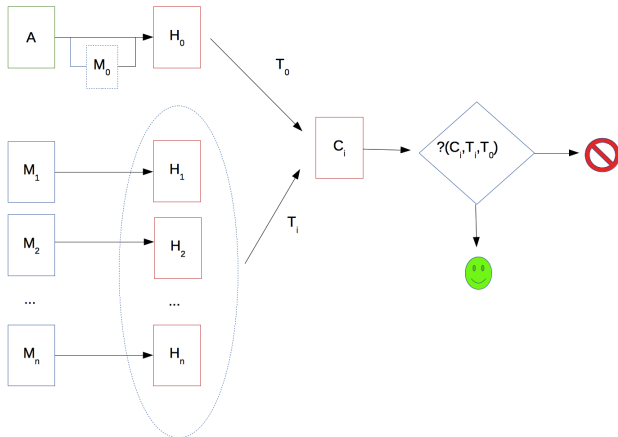 A
H₀
M₀
T₀
Cᵢ
?(Cᵢ,Tᵢ,T₀)
M₁
H₁
Tᵢ
M₂
H₂
...
...
Mₙ
Hₙ